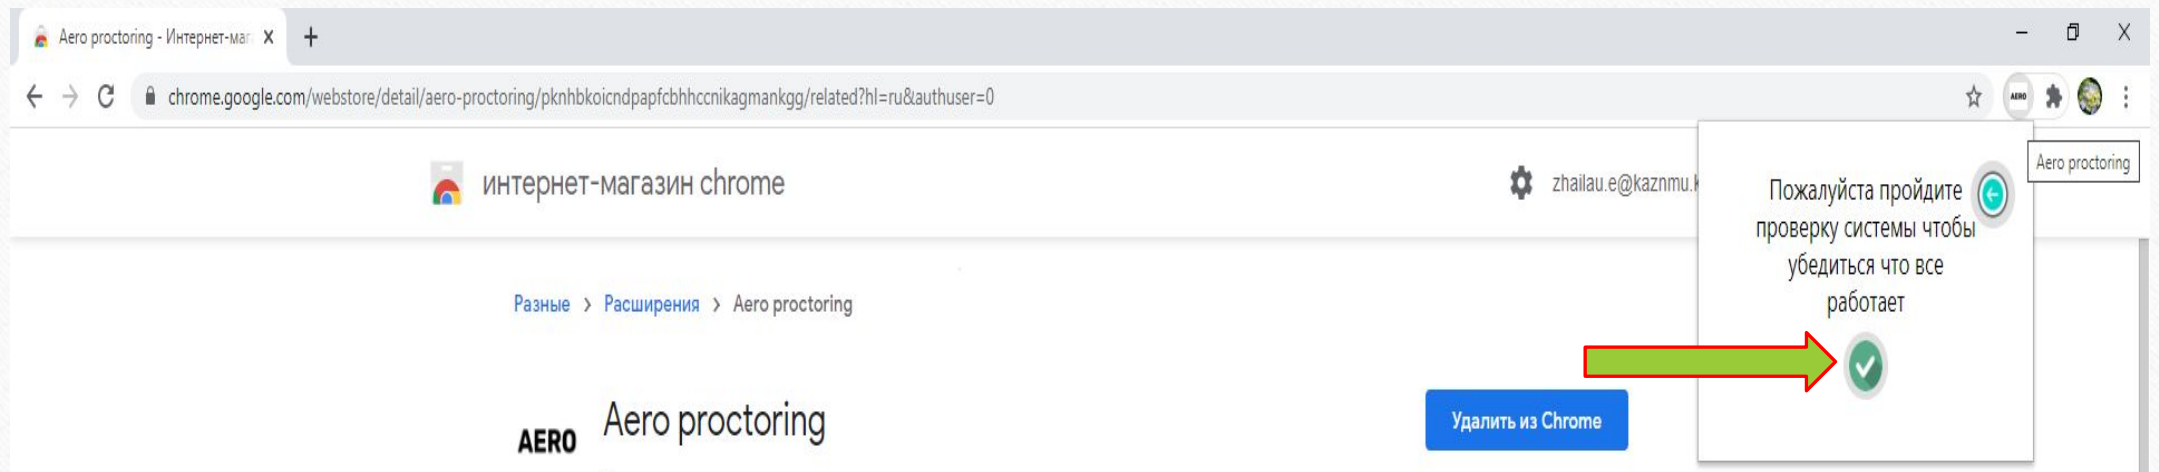 Aero proctoring - Интернет-маг
chrome.google.com/webstore/detail/aero-proctoring/pknhbkoicndpapfcbhhccnikagmankgg/related?hl=ru&authuser=0
AERO
Aero proctoring
интернет-магазин chrome
zhailau.e@kaznmu.k
Пожалуйста пройдите
проверку системы чтобы
убедиться что все
работает
Разные > Расширения > Aero proctoring
AERO
Aero proctoring
Удалить из Chrome